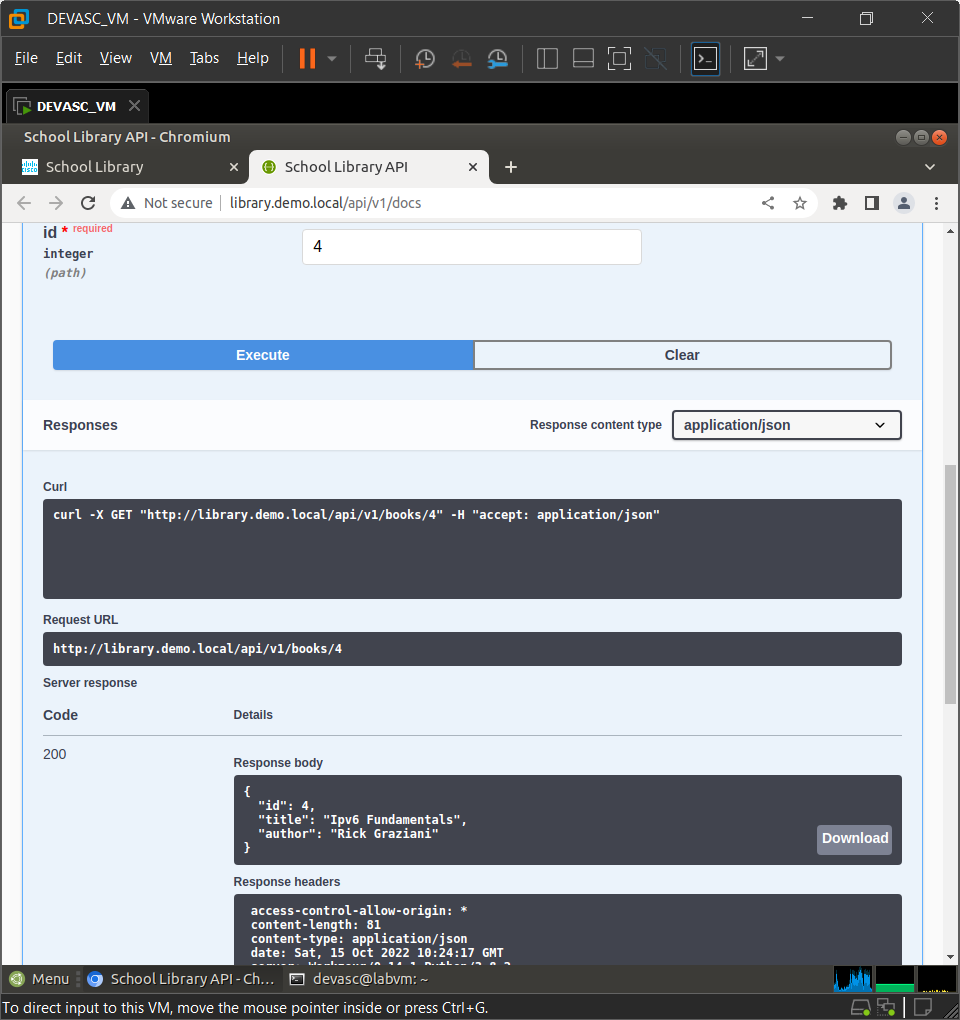 DEVASC_VM - VMware Workstation
File Edit View VM Tabs Help
DEVASC_VM
School Library API - Chromium
School Library
School Library API
Not secure library.demo.local/api/v1/docs
id * required
4
integer
(path)
Execute Clear
Responses
Response content type application/json
Curl
curl -X GET "http://library.demo.local/api/v1/books/4" -H "accept: application/json"
Request URL
http://library.demo.local/api/v1/books/4
Server response
Code Details
200
Response body
{
"id": 4,
"title": "Ipv6 Fundamentals",
"author": "Rick Graziani"
}
Download
Response headers
access-control-allow-origin: *
content-length: 81
content-type: application/json
date: Sat, 15 Oct 2022 10:24:17 GMT
Menu School Library API - Ch... devasc@labvm: ~
To direct input to this VM, move the mouse pointer inside or press Ctrl+G.